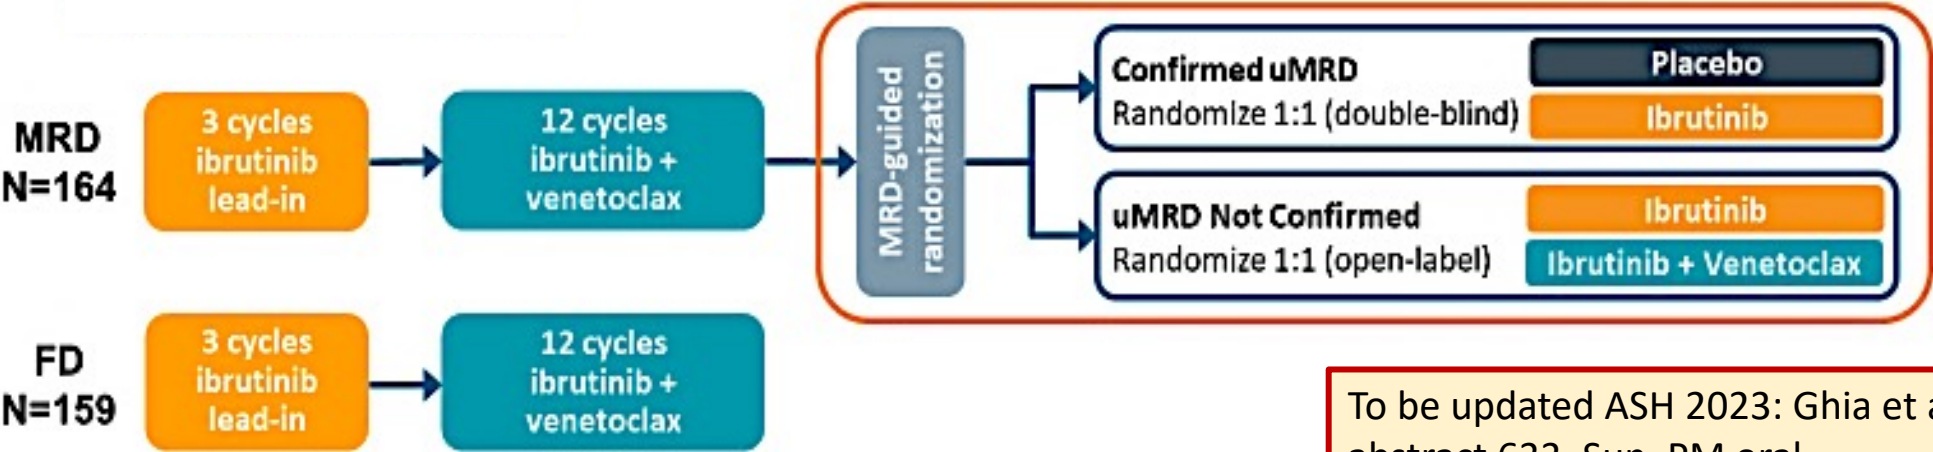 MRD
N=164
3 cycles
ibrutinib
lead-in
12 cycles
ibrutinib +
venetoclax
MRD-guided
randomization
Confirmed uMRD
Randomize 1:1 (double-blind)
Placebo
Ibrutinib
uMRD Not Confirmed
Randomize 1:1 (open-label)
Ibrutinib
Ibrutinib + Venetoclax
FD
N=159
3 cycles
ibrutinib
lead-in
12 cycles
ibrutinib +
venetoclax
To be updated ASH 2023: Ghia et